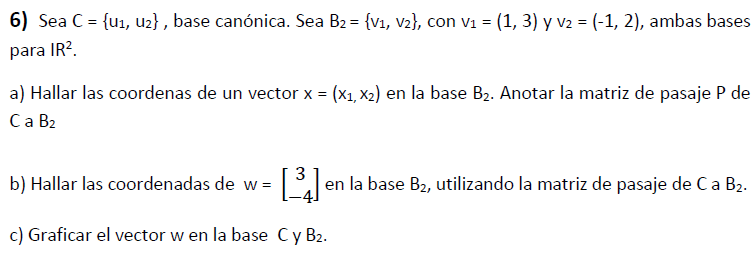 6) Sea C = {u₁, u₂} , base canónica. Sea B₂ = {v₁, v₂}, con v₁ = (1, 3) y v₂ = (-1, 2), ambas bases
para IR².
a) Hallar las coordenas de un vector x = (x₁, x₂) en la base B₂. Anotar la matriz de pasaje P de
C a B₂
b) Hallar las coordenadas de w = [3 -4] en la base B₂, utilizando la matriz de pasaje de C a B₂.
c) Graficar el vector w en la base C y B₂.